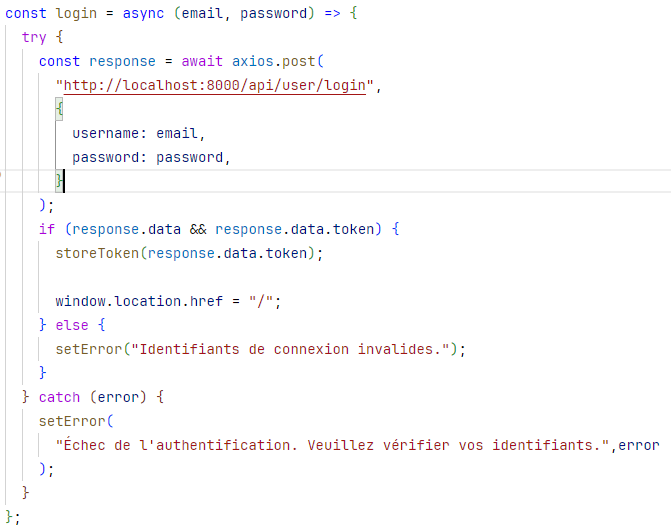 const login = async (email, password) => {
try {
const response = await axios.post(
"http://localhost:8000/api/user/login",
{
username: email,
password: password,
}
);
if (response.data && response.data.token) {
storeToken(response.data.token);
window.location.href = "/";
} else {
setError("Identifiants de connexion invalides.");
}
} catch (error) {
setError(
"Échec de l'authentification. Veuillez vérifier vos identifiants.",error
);
}
};